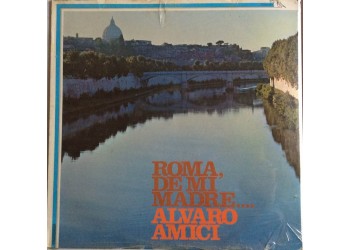 ROMA,
DE MI
MADRE....
ALVARO
AMICI